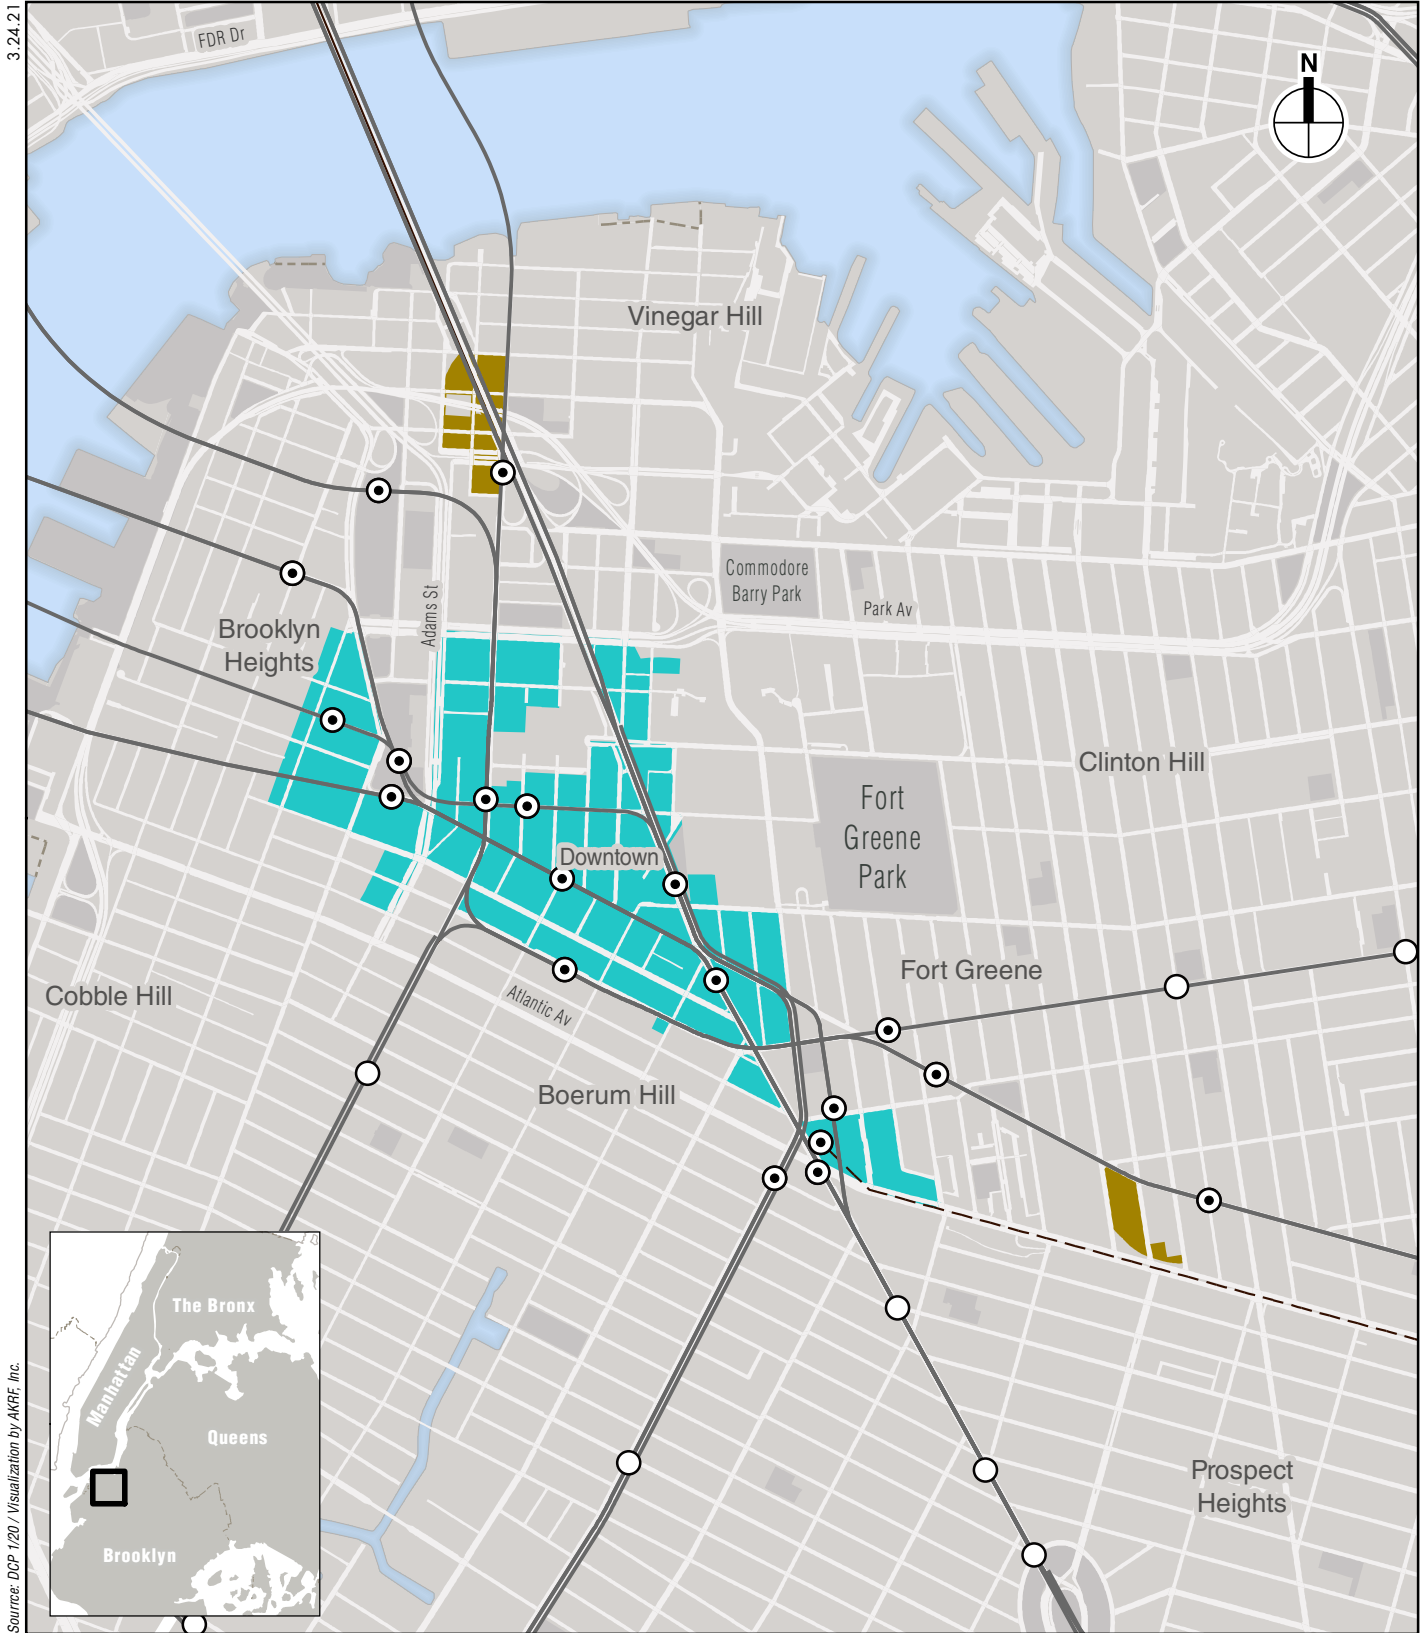 3.24.21
FDR Dr
N
Vinegar Hill
Commodore
Barry Park
Park Av
Adams St
Brooklyn
Heights
Clinton Hill
Fort
Greene
Park
Downtown
Fort Greene
Cobble Hill
Atlantic Av
Boerum Hill
The Bronx
Manhattan
Queens
Brooklyn
Prospect
Heights
Sourrce: DCP 1/20 / Visualization by AKRF, Inc.